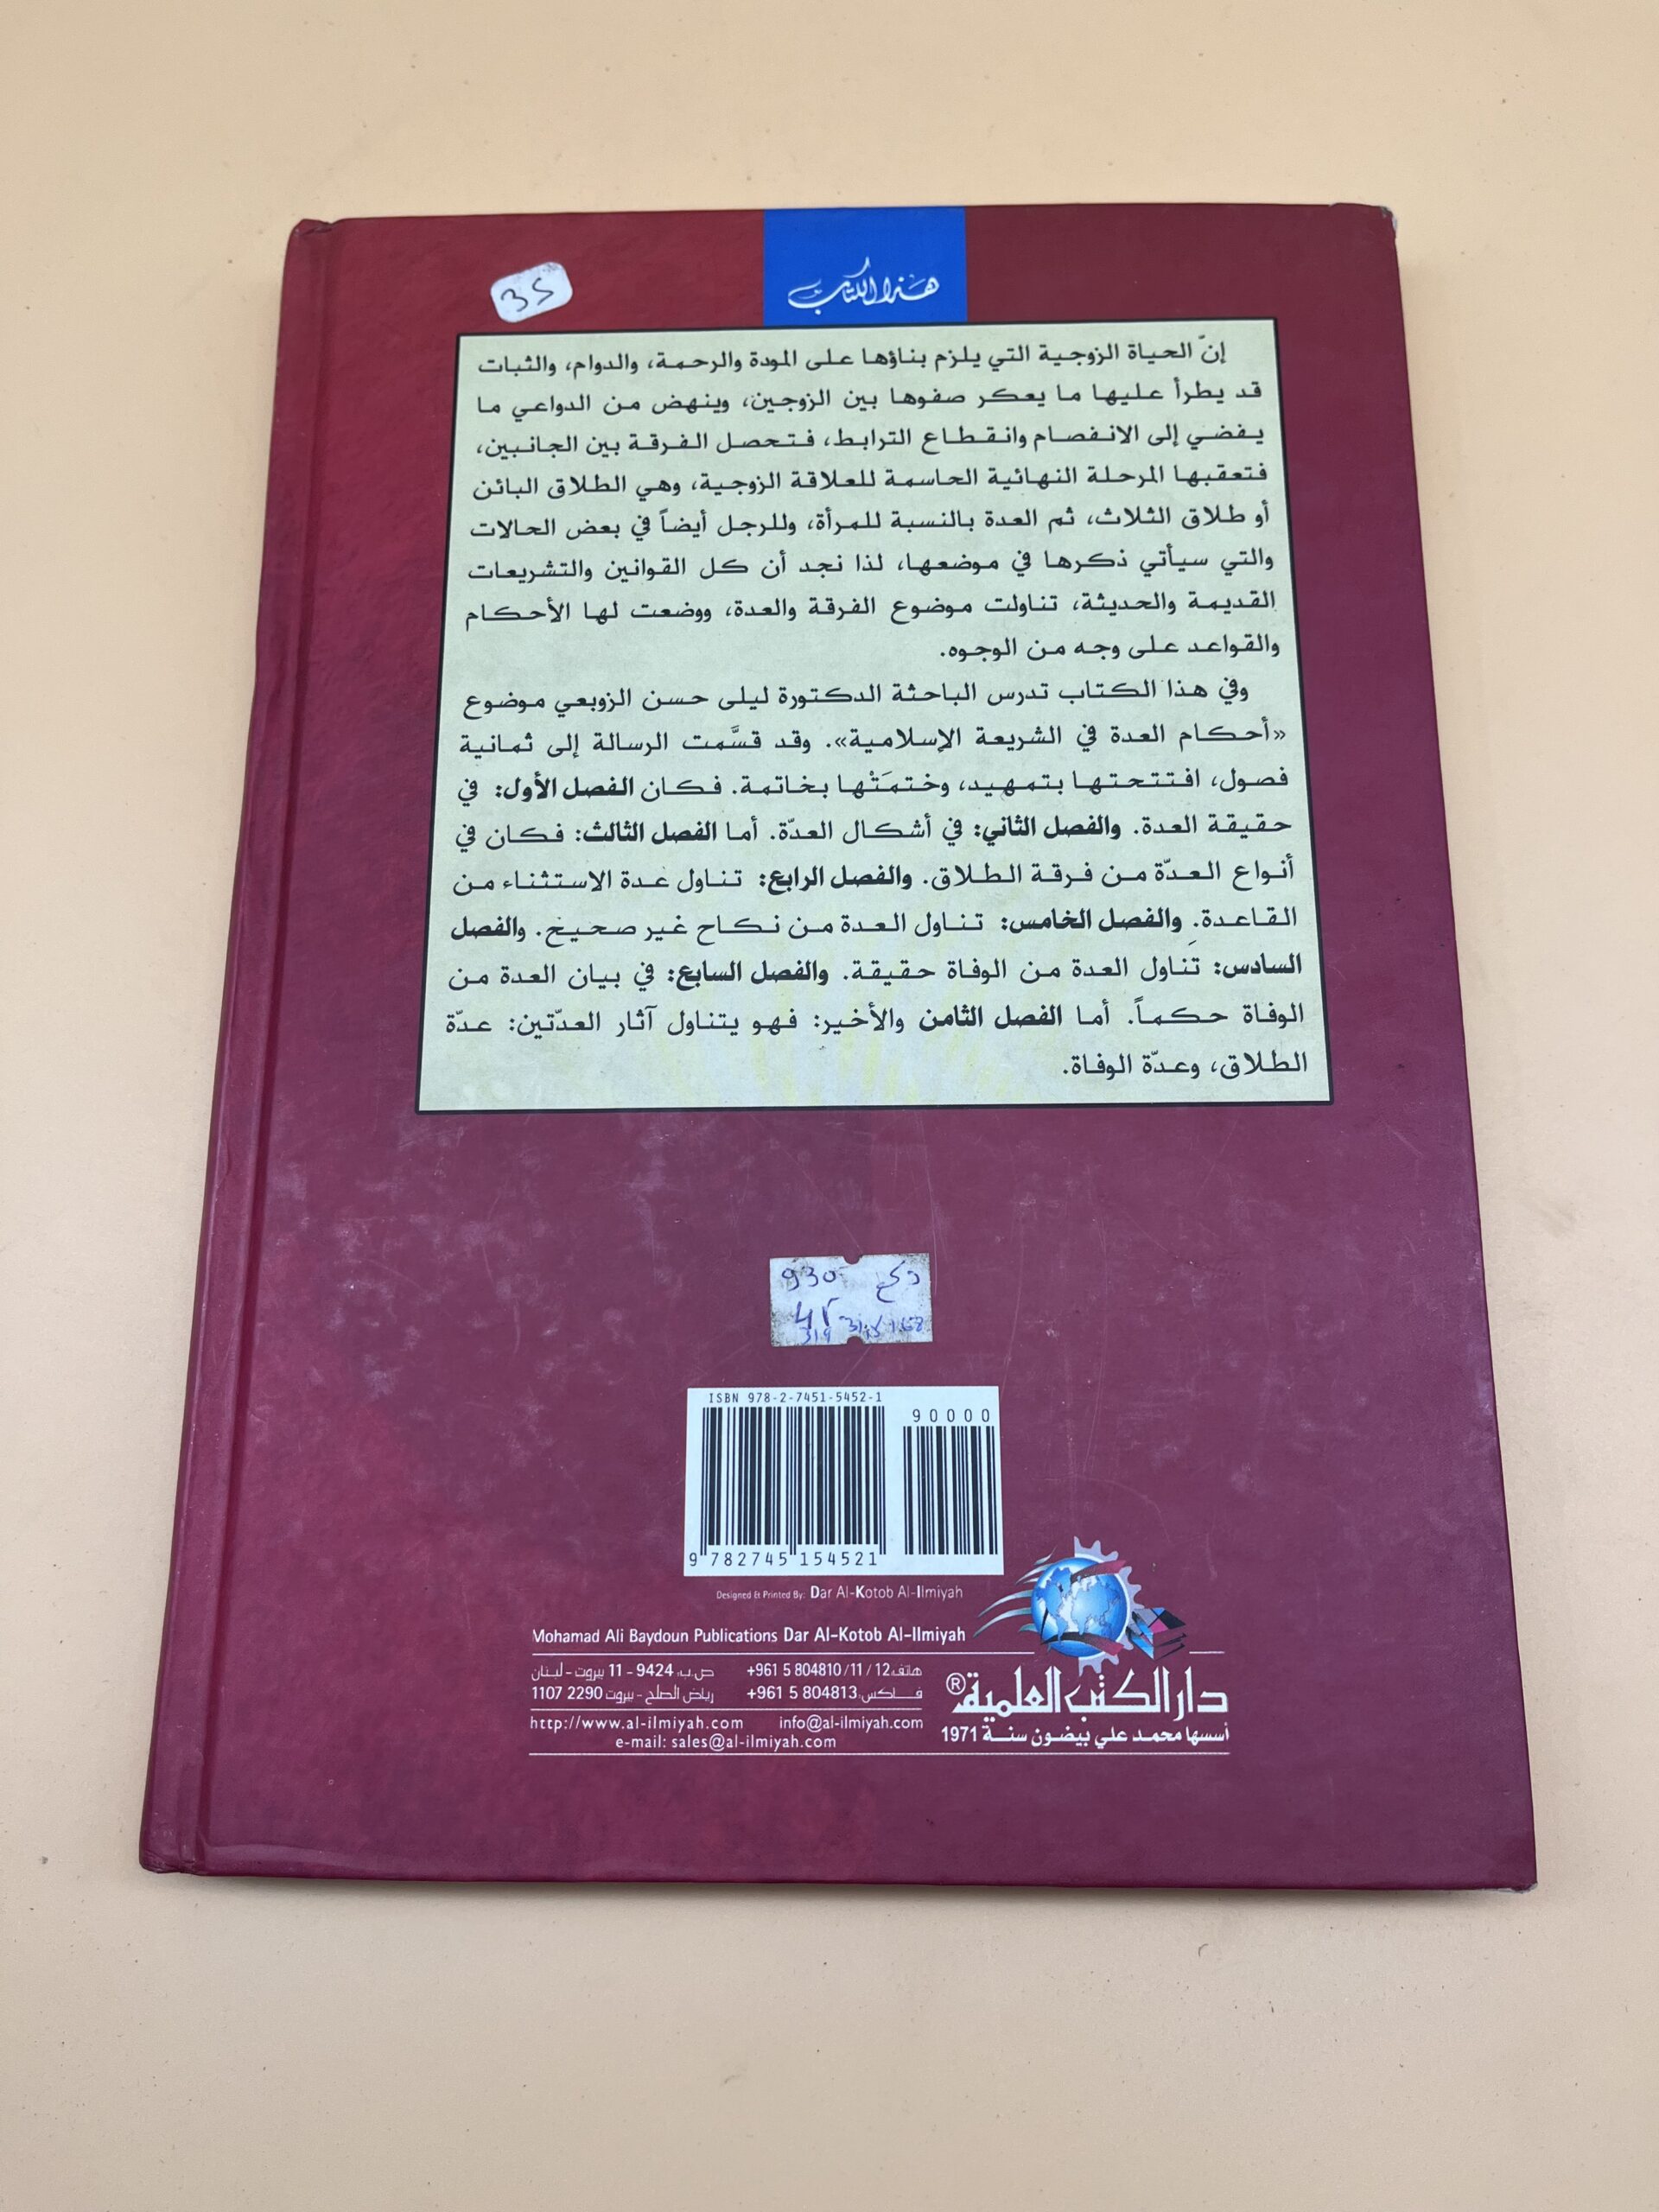 35
هذا الكتاب
إنّ الحياة الزوجية التي يلزم بناؤها على المودة والرحمة، والدوام، والثبات
قد يطرأ عليها ما يعكر صفوها بين الزوجين، وينهض من الدواعي ما
يفضي إلى الانفصام وانقطاع الترابط، فتحصل الفرقة بين الجانبين،
فتعقبها المرحلة النهائية الحاسمة للعلاقة الزوجية، وهي الطلاق البائن
أو طلاق الثلاث، ثم العدة بالنسبة للمرأة، وللرجل أيضاً في بعض الحالات
والتي سيأتي ذكرها في موضعها، لذا نجد أن كل القوانين والتشريعات
القديمة والحديثة، تناولت موضوع الفرقة والعدة، ووضعت لها الأحكام
والقواعد على وجه من الوجوه.
وفي هذا الكتاب تدرس الباحثة الدكتورة ليلى حسن الزوبعي موضوع
«أحكام العدة في الشريعة الإسلامية». وقد قسَّمت الرسالة إلى ثمانية
فصول، افتتحتها بتمهيد، وختمَتْها بخاتمة. فكان الفصل الأول: في
حقيقة العدة. والفصل الثاني: في أشكال العدّة. أما الفصل الثالث: فكان في
أنواع العدّة من فرقة الطلاق. والفصل الرابع: تناول عدة الاستثناء من
القاعدة. والفصل الخامس: تناول العدة من نكاح غير صحيح. والفصل
السادس: تناول العدة من الوفاة حقيقة. والفصل السابع: في بيان العدة من
الوفاة حكماً. أما الفصل الثامن والأخير: فهو يتناول آثار العدّتين: عدّة
الطلاق، وعدّة الوفاة.
930
ISBN 978-2-7451-5452-1
90000
9 782745 154521
Designed & Printed By: Dar Al-Kotob Al-Ilmiyah
Mohamad Ali Baydoun Publications Dar Al-Kotob Al-Ilmiyah
هاتف: +961 5 804810/11/12 ص.ب: 9424 - 11 بيروت - لبنان
فاكس: +961 5 804813 رياض الصلح - بيروت 2290 1107
http://www.al-ilmiyah.com info@al-ilmiyah.com
e-mail: sales@al-ilmiyah.com
دار الكتب العلمية®
أسسها محمد علي بيضون سنة 1971